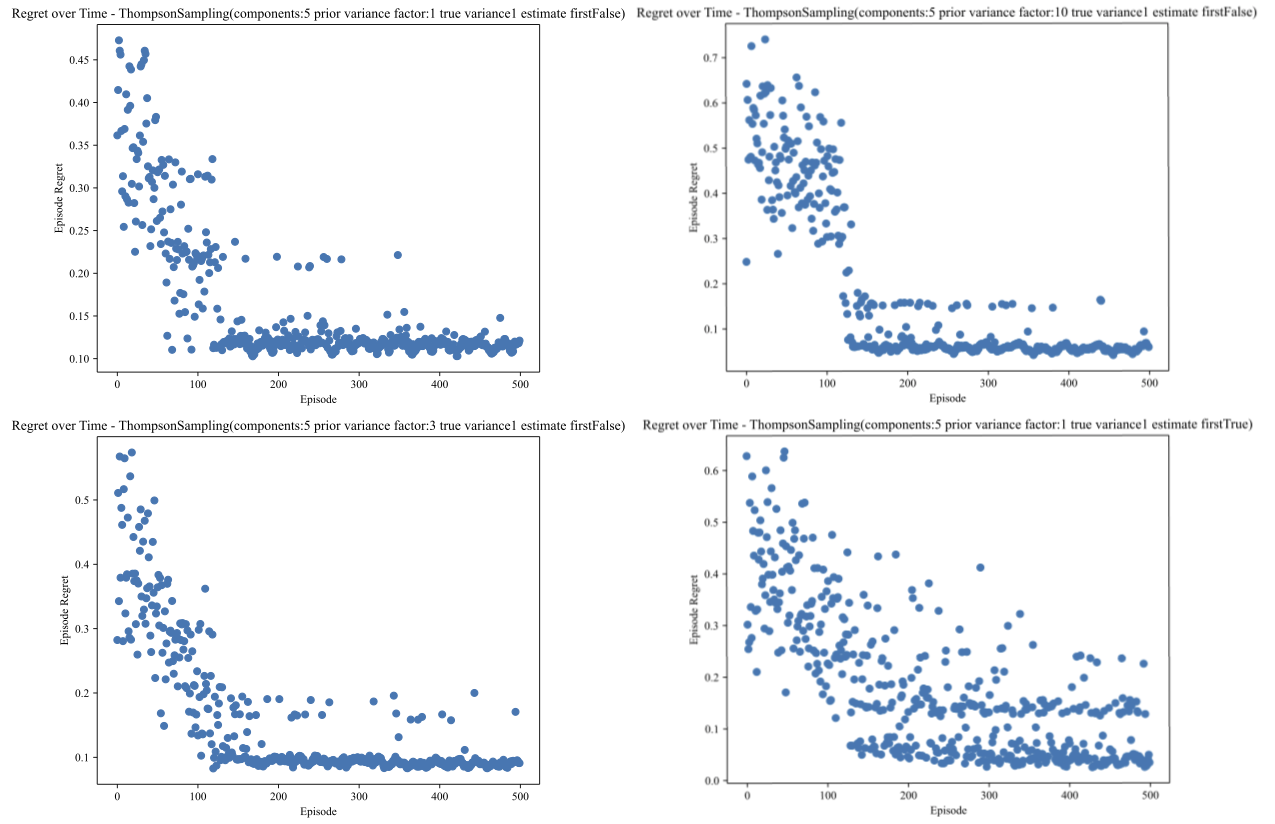 Regret over Time - ThompsonSampling(components:5 prior variance factor:1 true variance1 estimate firstFalse)
0.45
0.40
0.35
0.30
0.25
0.20
0.15
0.10
Episode Regret
0 100 200 300 400 500
Episode
Regret over Time - ThompsonSampling(components:5 prior variance factor:10 true variance1 estimate firstFalse)
0.7
0.6
0.5
0.4
0.3
0.2
0.1
Episode Regret
0 100 200 300 400 500
Episode
Regret over Time - ThompsonSampling(components:5 prior variance factor:3 true variance1 estimate firstFalse)
0.5
0.4
0.3
0.2
0.1
Episode Regret
0 100 200 300 400 500
Episode
Regret over Time - ThompsonSampling(components:5 prior variance factor:1 true variance1 estimate firstTrue)
0.6
0.5
0.4
0.3
0.2
0.1
0.0
Episode Regret
0 100 200 300 400 500
Episode